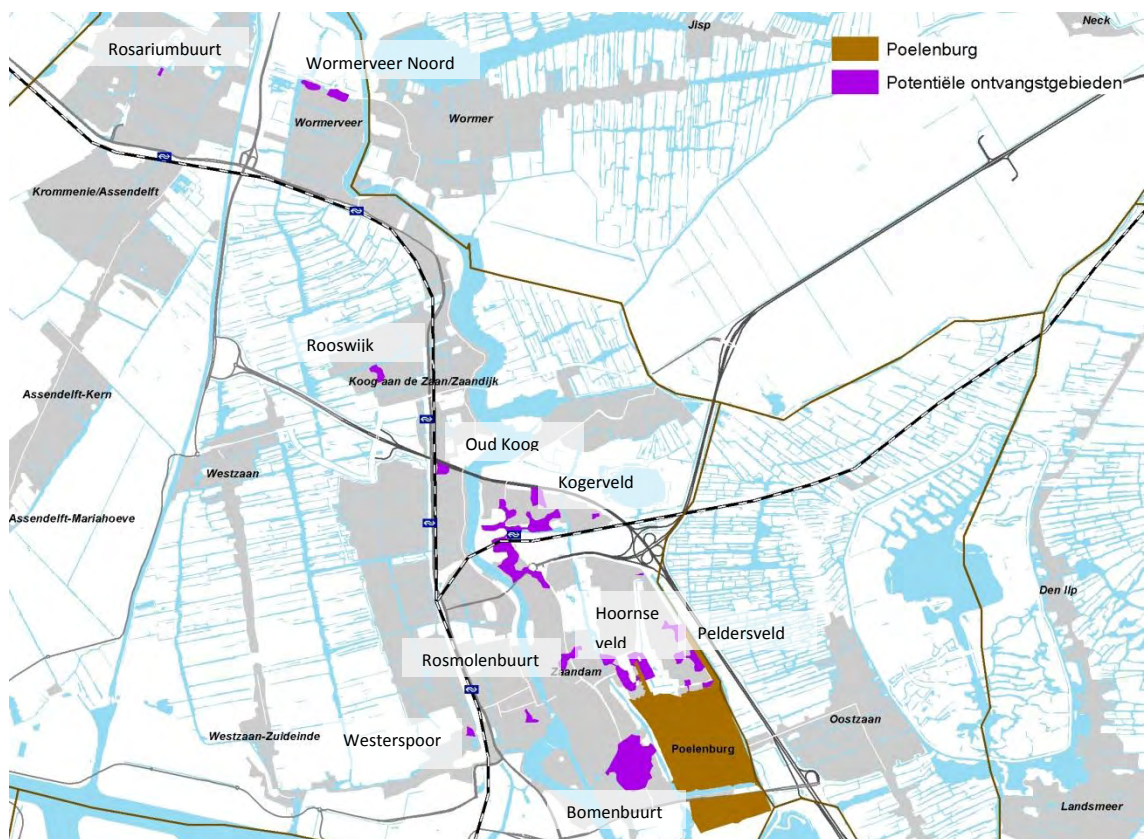 Jisp
Neck
Rosariumbuurt
Wormerveer Noord
Poelenburg
Potentiële ontvangstgebieden
Wormerveer
Wormer
Krommenie/Assendelft
Rooswijk
Koog aan de Zaan/Zaandijk
Assendelft-Kern
Oud Koog
Westzaan
Kogerveld
Assendelft-Mariahoeve
Den Ilp
Hoornse
veld
Peldersveld
Rosmolenbuurt
Zaandam
Oostzaan
Westerspoor
Westzaan-Zuideinde
Poelenburg
Bomenbuurt
Landsmeer